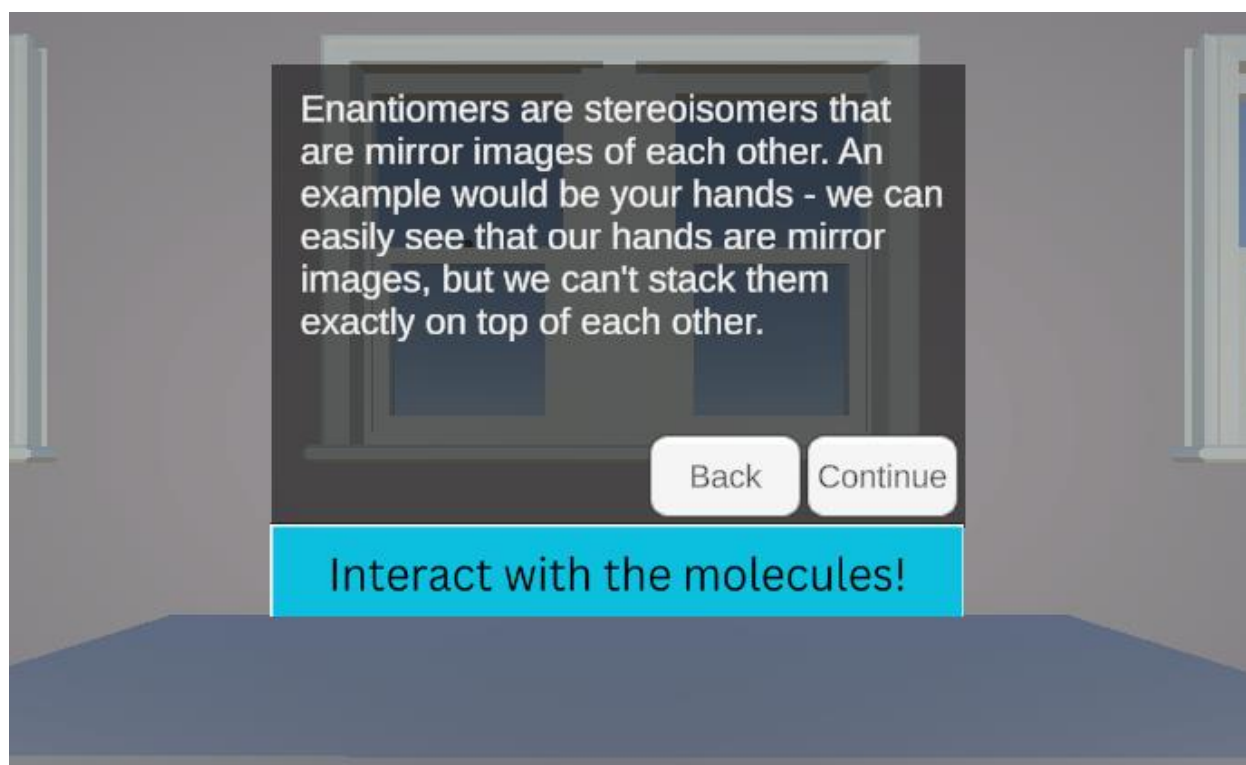 Enantiomers are stereoisomers that
are mirror images of each other. An
example would be your hands - we can
easily see that our hands are mirror
images, but we can't stack them
exactly on top of each other.
Back
Continue
Interact with the molecules!